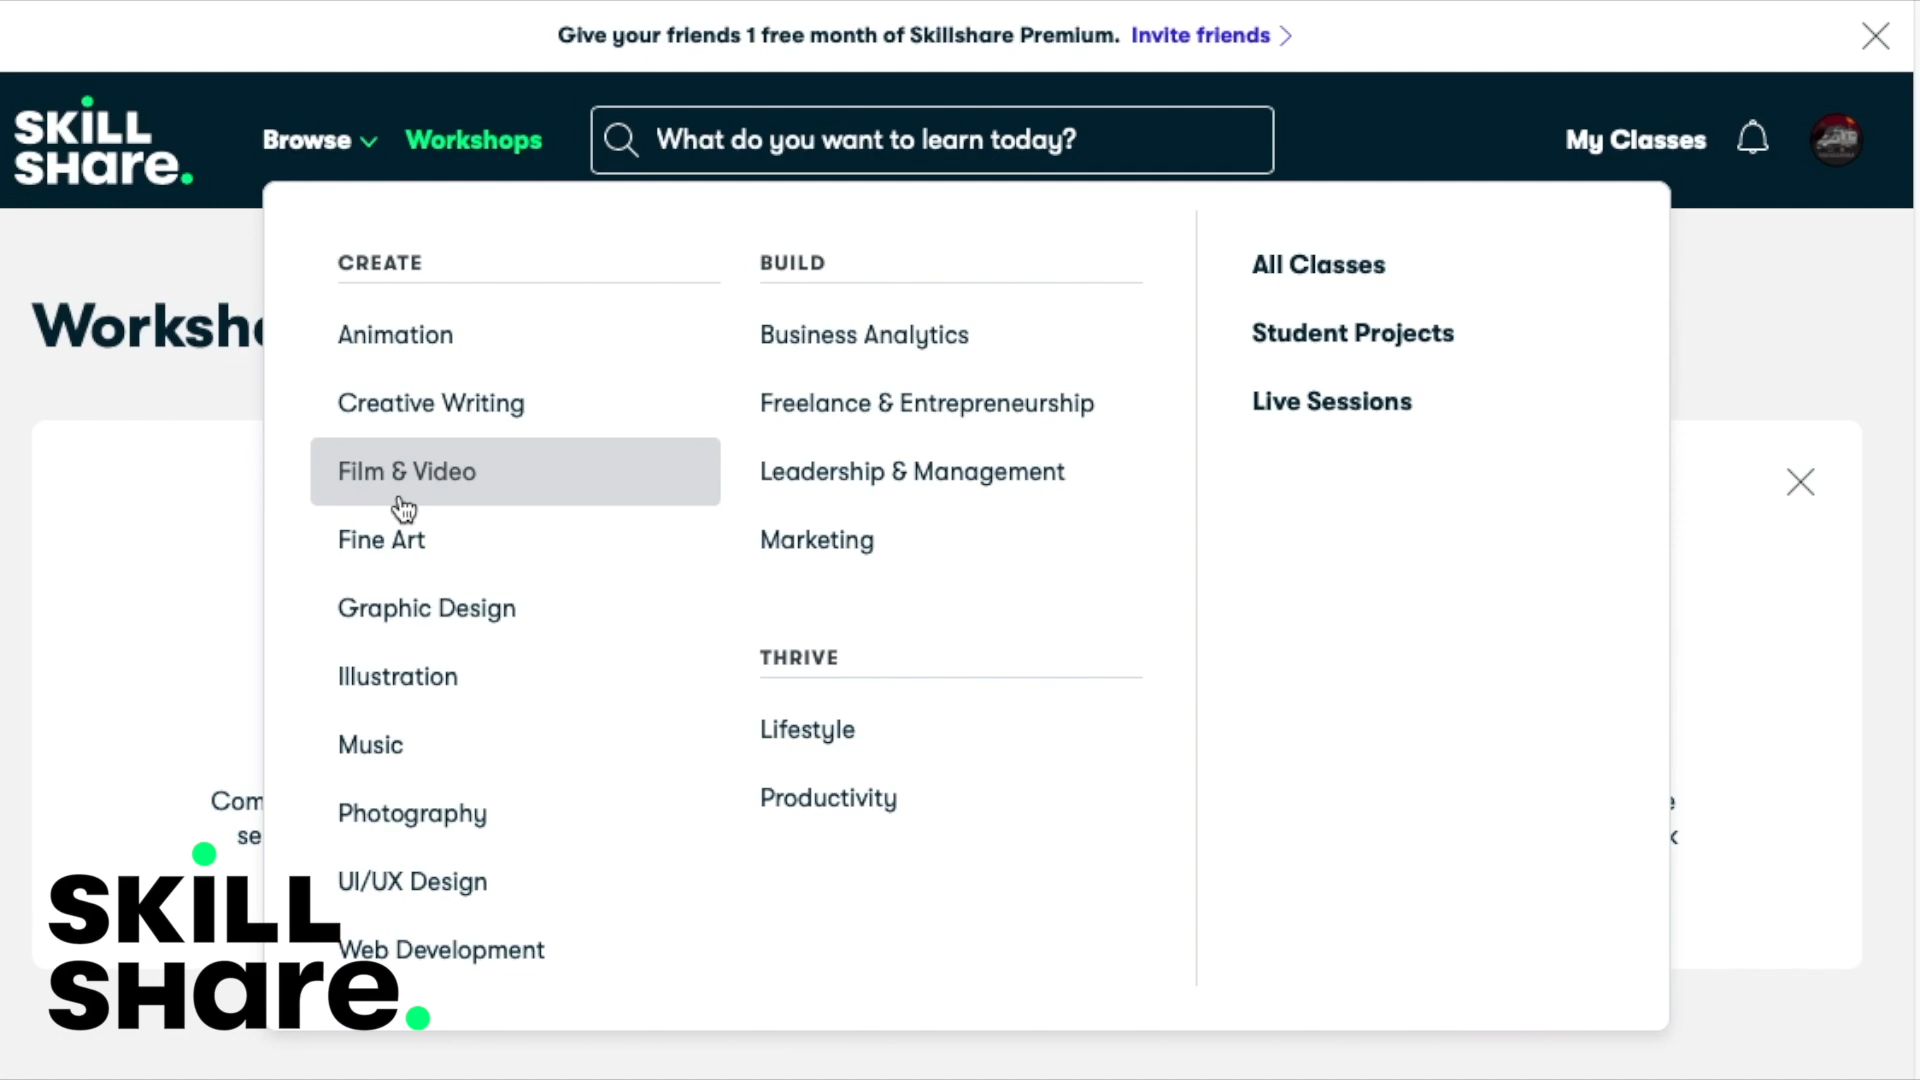 Give your friends 1 free month of Skillshare Premium. Invite friends
SKILL
SHare.
Browse
Workshops
What do you want to learn today?
My Classes
Worksho
CREATE
Animation
Creative Writing
Film & Video
Fine Art
Graphic Design
Illustration
Music
Photography
UI/UX Design
Web Development
BUILD
Business Analytics
Freelance & Entrepreneurship
Leadership & Management
Marketing
THRIVE
Lifestyle
Productivity
All Classes
Student Projects
Live Sessions
Com
se
SKILL
SHare.